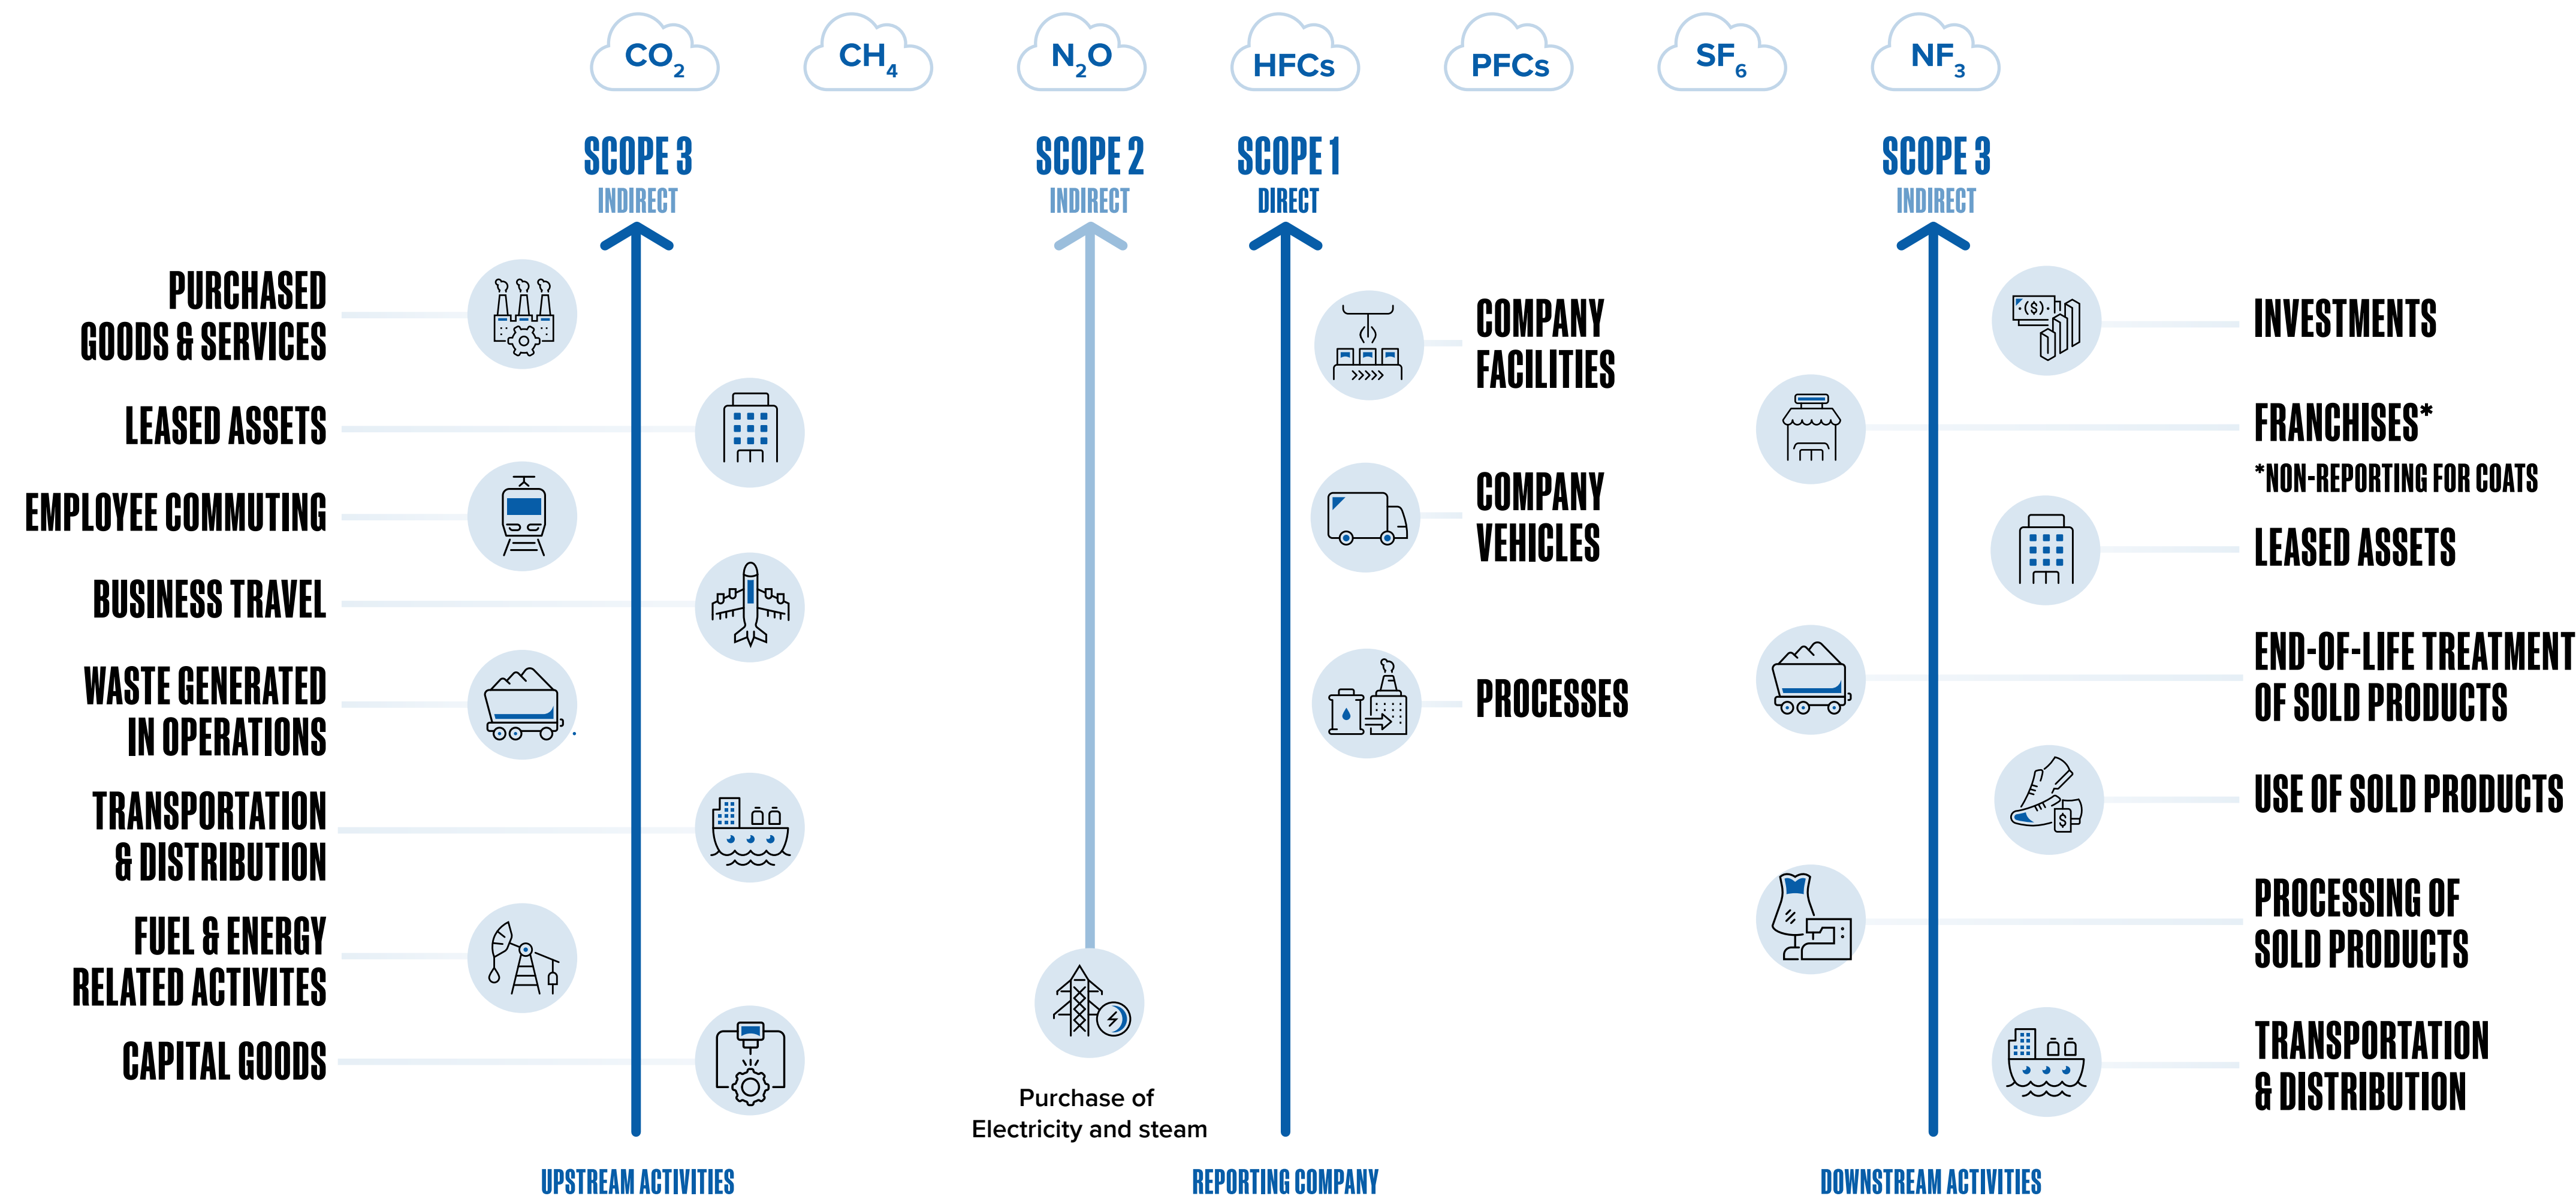 CO2
CH4
N2O
HFCs
PFCs
SF6
NF3
SCOPE 3
INDIRECT
SCOPE 2
INDIRECT
SCOPE 1
DIRECT
SCOPE 3
INDIRECT
PURCHASED
GOODS & SERVICES
LEASED ASSETS
EMPLOYEE COMMUTING
BUSINESS TRAVEL
WASTE GENERATED
IN OPERATIONS
TRANSPORTATION
& DISTRIBUTION
FUEL & ENERGY
RELATED ACTIVITES
CAPITAL GOODS
UPSTREAM ACTIVITIES
Purchase of
Electricity and steam
COMPANY
FACILITIES
COMPANY
VEHICLES
PROCESSES
REPORTING COMPANY
($)
INVESTMENTS
FRANCHISES*
*NON-REPORTING FOR COATS
LEASED ASSETS
END-OF-LIFE TREATMENT
OF SOLD PRODUCTS
USE OF SOLD PRODUCTS
$
PROCESSING OF
SOLD PRODUCTS
TRANSPORTATION
& DISTRIBUTION
DOWNSTREAM ACTIVITIES